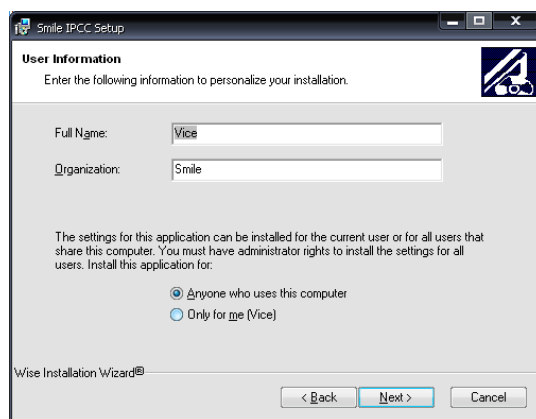 Smile IPCC Setup
User Information
Enter the following information to personalize your installation.
Full Name: Vice
Organization: Smile
The settings for this application can be installed for the current user or for all users that
share this computer. You must have administrator rights to install the settings for all
users. Install this application for:
Anyone who uses this computer
Only for me (Vice)
Wise Installation Wizard®
< Back Next > Cancel